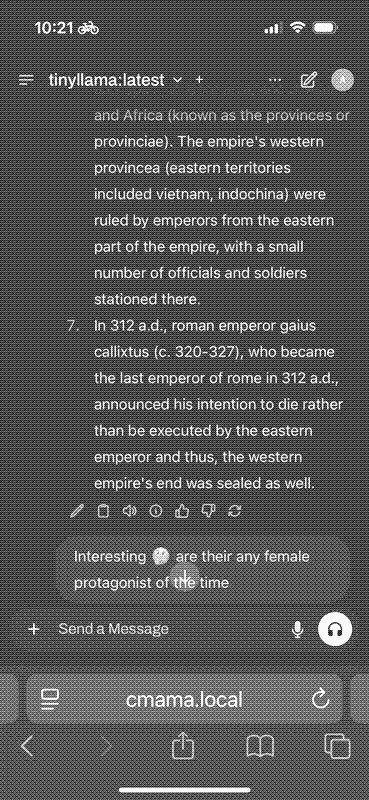 10:21
tinyllama:latest
and Africa (known as the provinces or
provinciae). The empire's western
provincea (eastern territories
included vietnam, indochina) were
ruled by emperors from the eastern
part of the empire, with a small
number of officials and soldiers
stationed there.
7. In 312 a.d., roman emperor gaius
callixtus (c. 320-327), who became
the last emperor of rome in 312 a.d.,
announced his intention to die rather
than be executed by the eastern
emperor and thus, the western
empire's end was sealed as well.
Interesting 🤔 are their any female
protagonist of the time
Send a Message
cmama.local